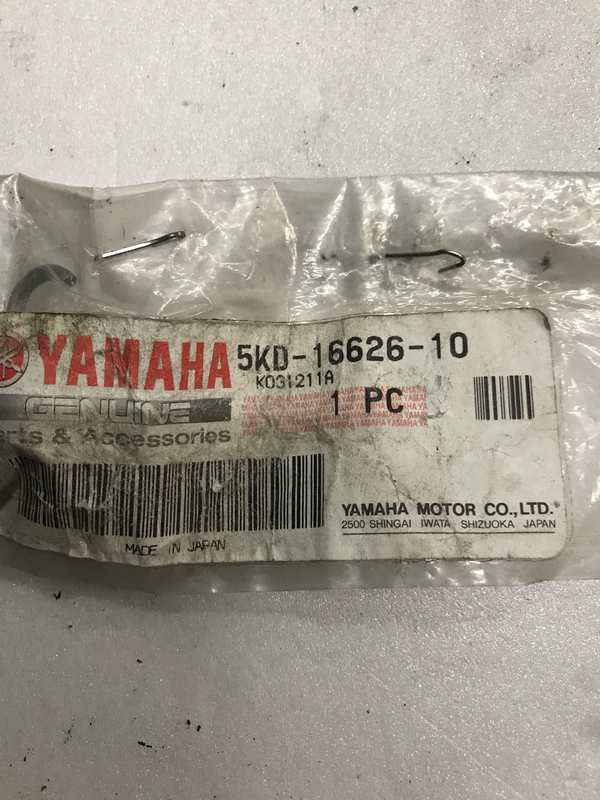 YAMAHA
GENUINE
Parts & Accessories
5KD-16626-10
K031211A
1 PC
YAMAHA MOTOR CO.,LTD.
2500 SHINGAI IWATA SHIZUOKA JAPAN
MADE IN JAPAN